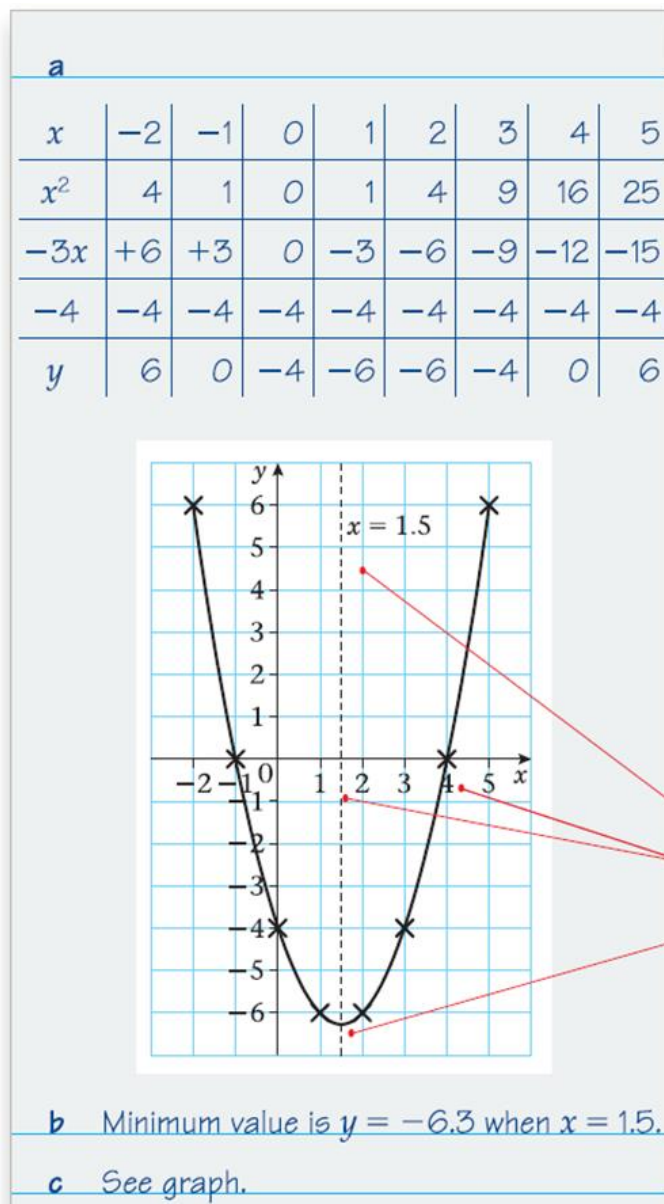 a
x −2 −1 0 1 2 3 4 5
x² 4 1 0 1 4 9 16 25
−3x +6 +3 0 −3 −6 −9 −12 −15
−4 −4 −4 −4 −4 −4 −4 −4 −4
y 6 0 −4 −6 −6 −4 0 6
y
6
x = 1.5
5
4
3
2
1
−2 −1 0 1 2 3 4 5 x
−1
−2
−3
−4
−5
−6
b Minimum value is y = −6.3 when x = 1.5.
c See graph.